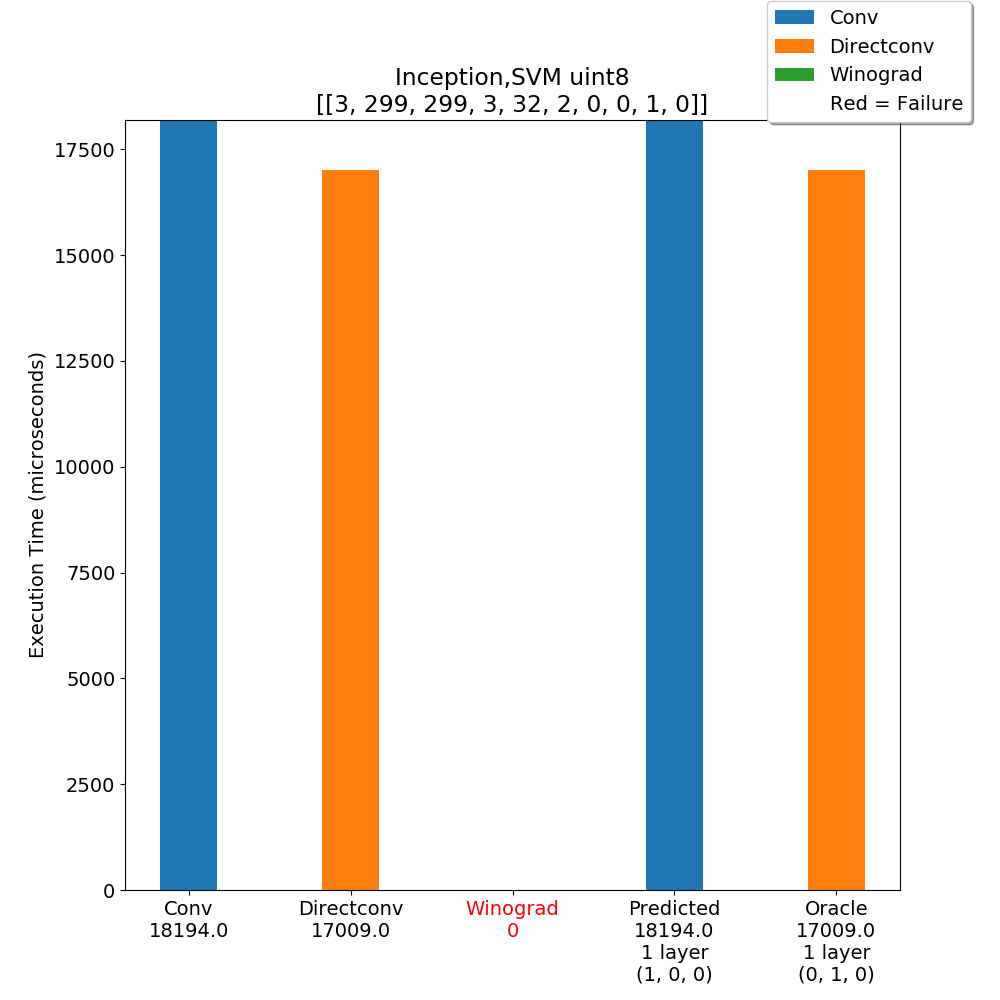 Conv
Directconv
Winograd
Red = Failure
Inception,SVM uint8
[[3, 299, 299, 3, 32, 2, 0, 0, 1, 0]]
Execution Time (microseconds)
17500
15000
12500
10000
7500
5000
2500
0
Conv
18194.0
Directconv
17009.0
Winograd
0
Predicted
18194.0
1 layer
(1, 0, 0)
Oracle
17009.0
1 layer
(0, 1, 0)